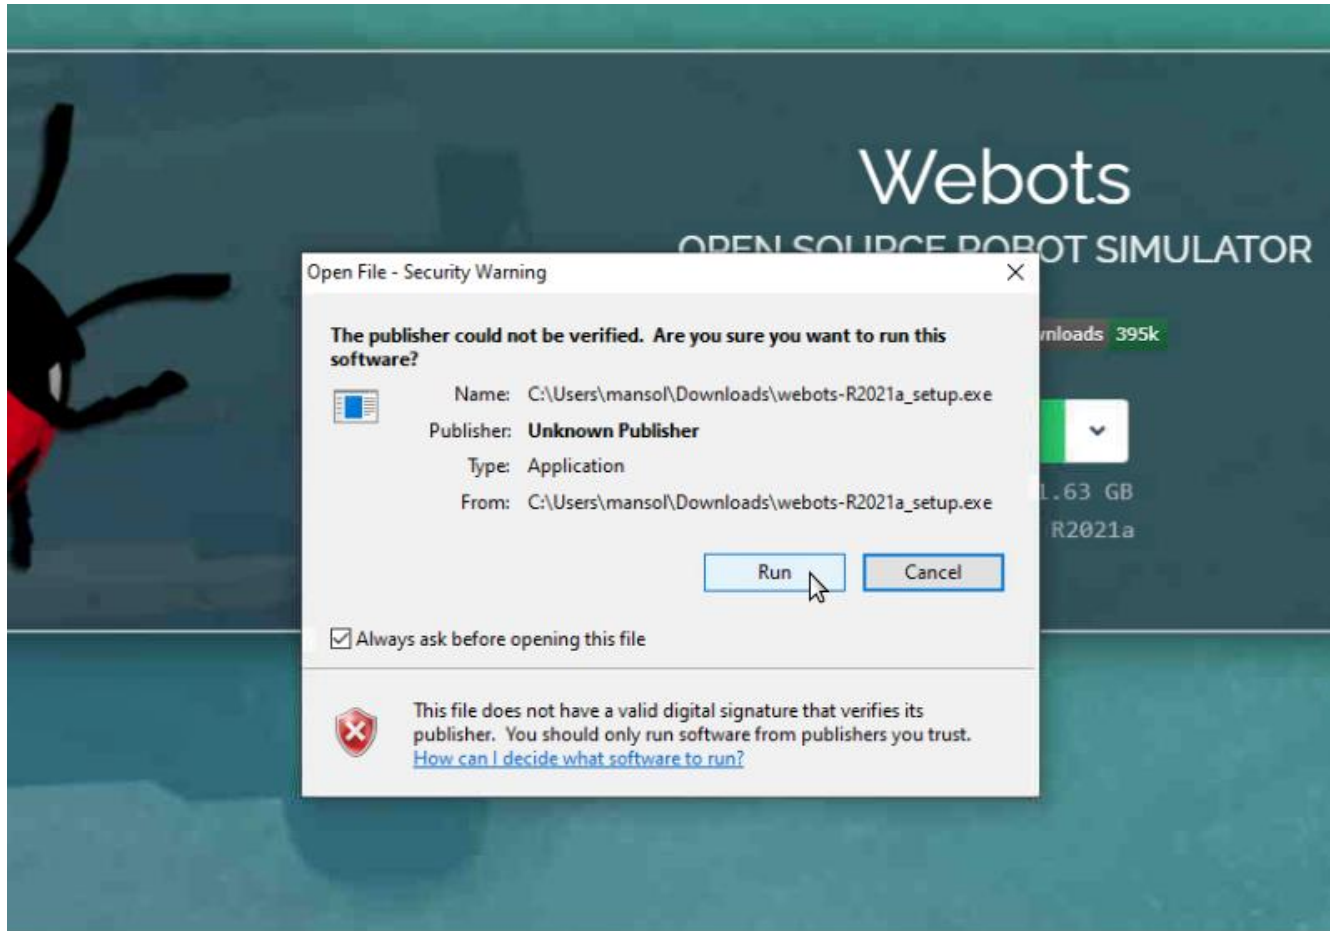 Webots
OPEN SOURCE ROBOT SIMULATOR
Open File - Security Warning
The publisher could not be verified.  Are you sure you want to run this
software?
Name: C:\Users\mansol\Downloads\webots-R2021a_setup.exe
Publisher: Unknown Publisher
Type: Application
From: C:\Users\mansol\Downloads\webots-R2021a_setup.exe
nloads 395k
1.63 GB
R2021a
Run Cancel
Always ask before opening this file
This file does not have a valid digital signature that verifies its
publisher.  You should only run software from publishers you trust.
How can I decide what software to run?